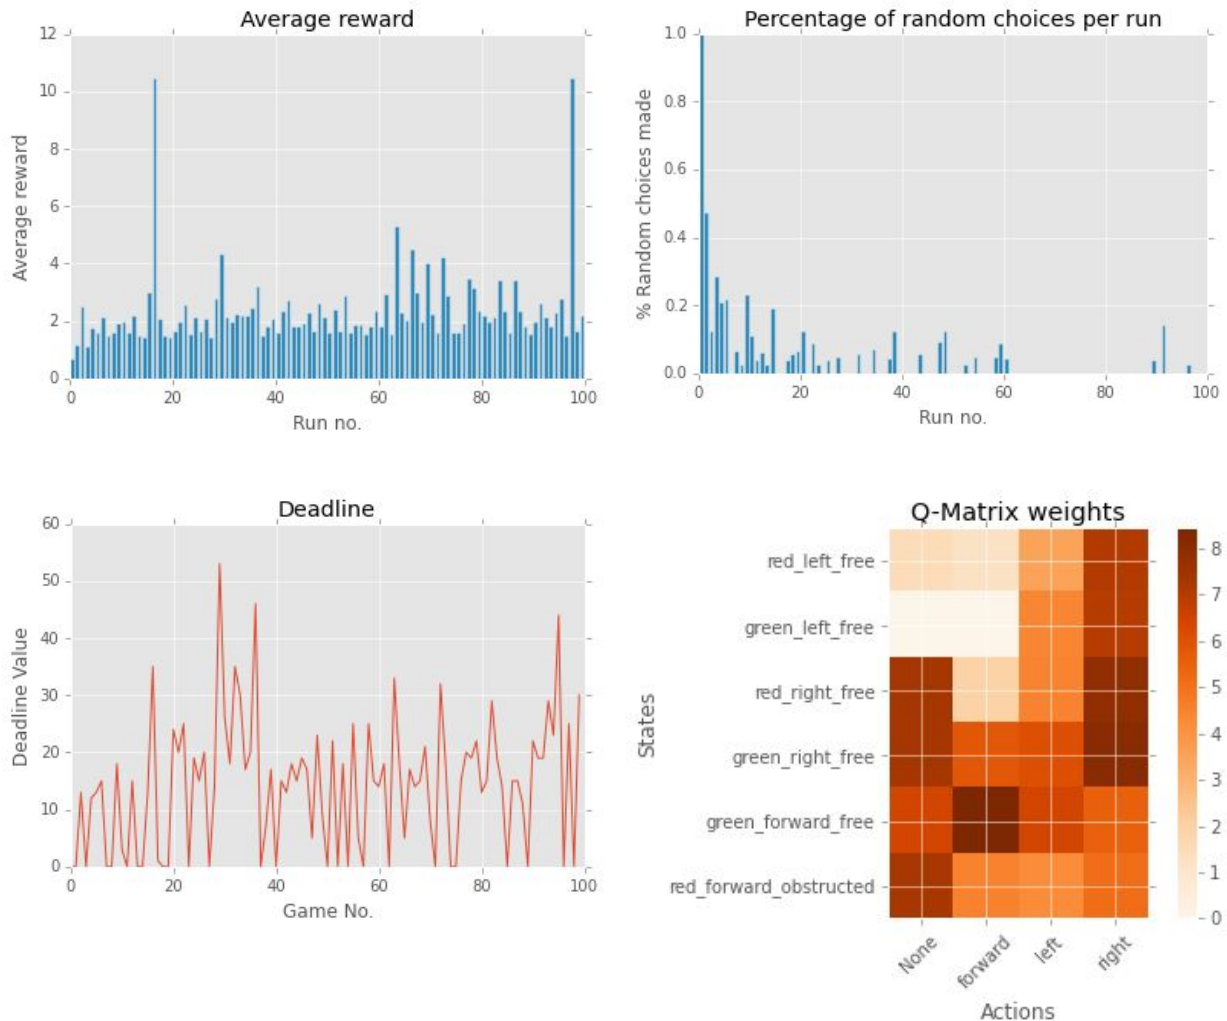 Average reward
12
10
8
6
4
2
0
Average reward
0
20
40
60
80
100
Run no.
Percentage of random choices per run
1.0
0.8
0.6
0.4
0.2
0.0
% Random choices made
0
20
40
60
80
100
Run no.
Deadline
60
50
40
30
20
10
0
Deadline Value
0
20
40
60
80
100
Game No.
Q-Matrix weights
red_left_free
green_left_free
red_right_free
green_right_free
green_forward_free
red_forward_obstructed
States
None
forward
left
right
Actions
8
7
6
5
4
3
2
1
0